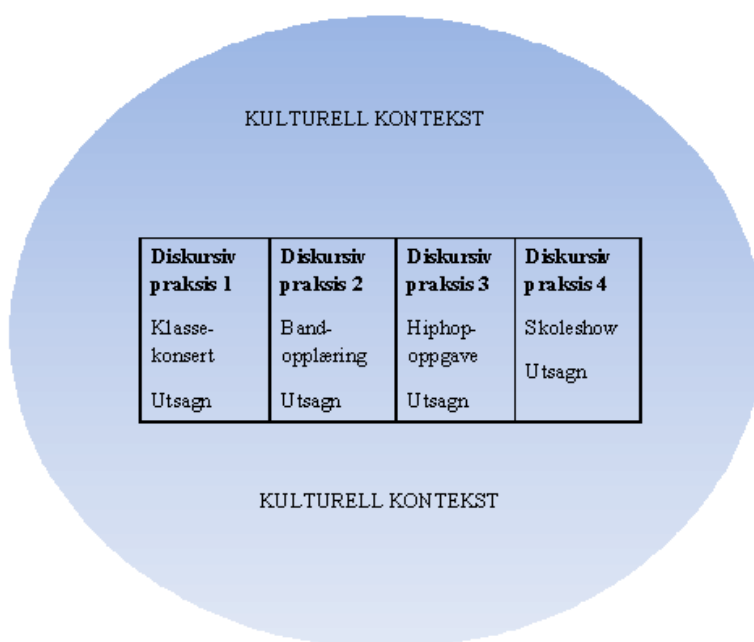 KULTURELL KONTEKST
Diskursiv
praksis 1
Klasse-
konsert
Utsagn
Diskursiv
praksis 2
Band-
opplæring
Utsagn
Diskursiv
praksis 3
Hiphop-
oppgave
Utsagn
Diskursiv
praksis 4
Skoleshow
Utsagn
KULTURELL KONTEKST